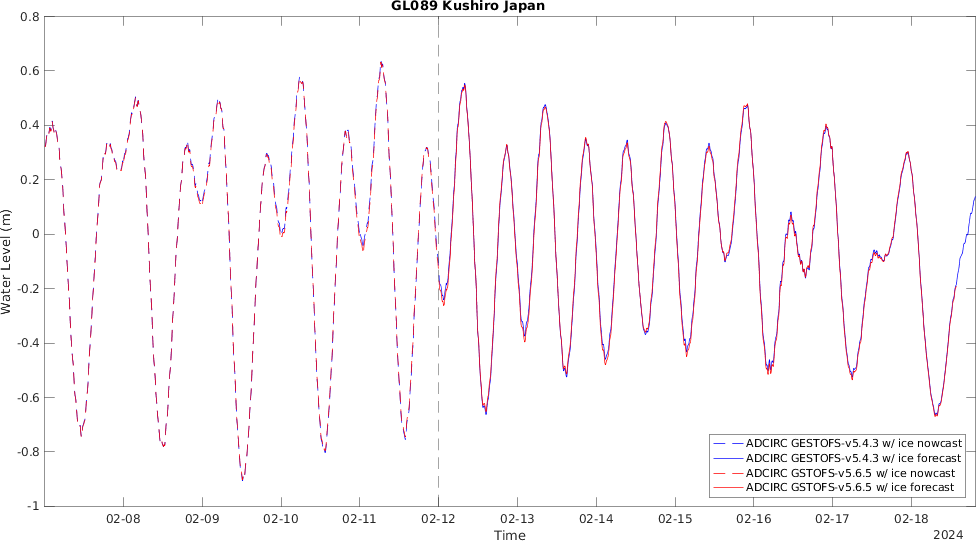 GL089 Kushiro Japan
0.8
0.6
0.4
0.2
0
-0.2
-0.4
-0.6
-0.8
-1
Water Level (m)
ADCIRC GESTOFS-v5.4.3 w/ ice nowcast
ADCIRC GESTOFS-v5.4.3 w/ ice forecast
ADCIRC GSTOFS-v5.6.5 w/ ice nowcast
ADCIRC GSTOFS-v5.6.5 w/ ice forecast
02-08 02-09 02-10 02-11 02-12 02-13 02-14 02-15 02-16 02-17 02-18
Time
2024